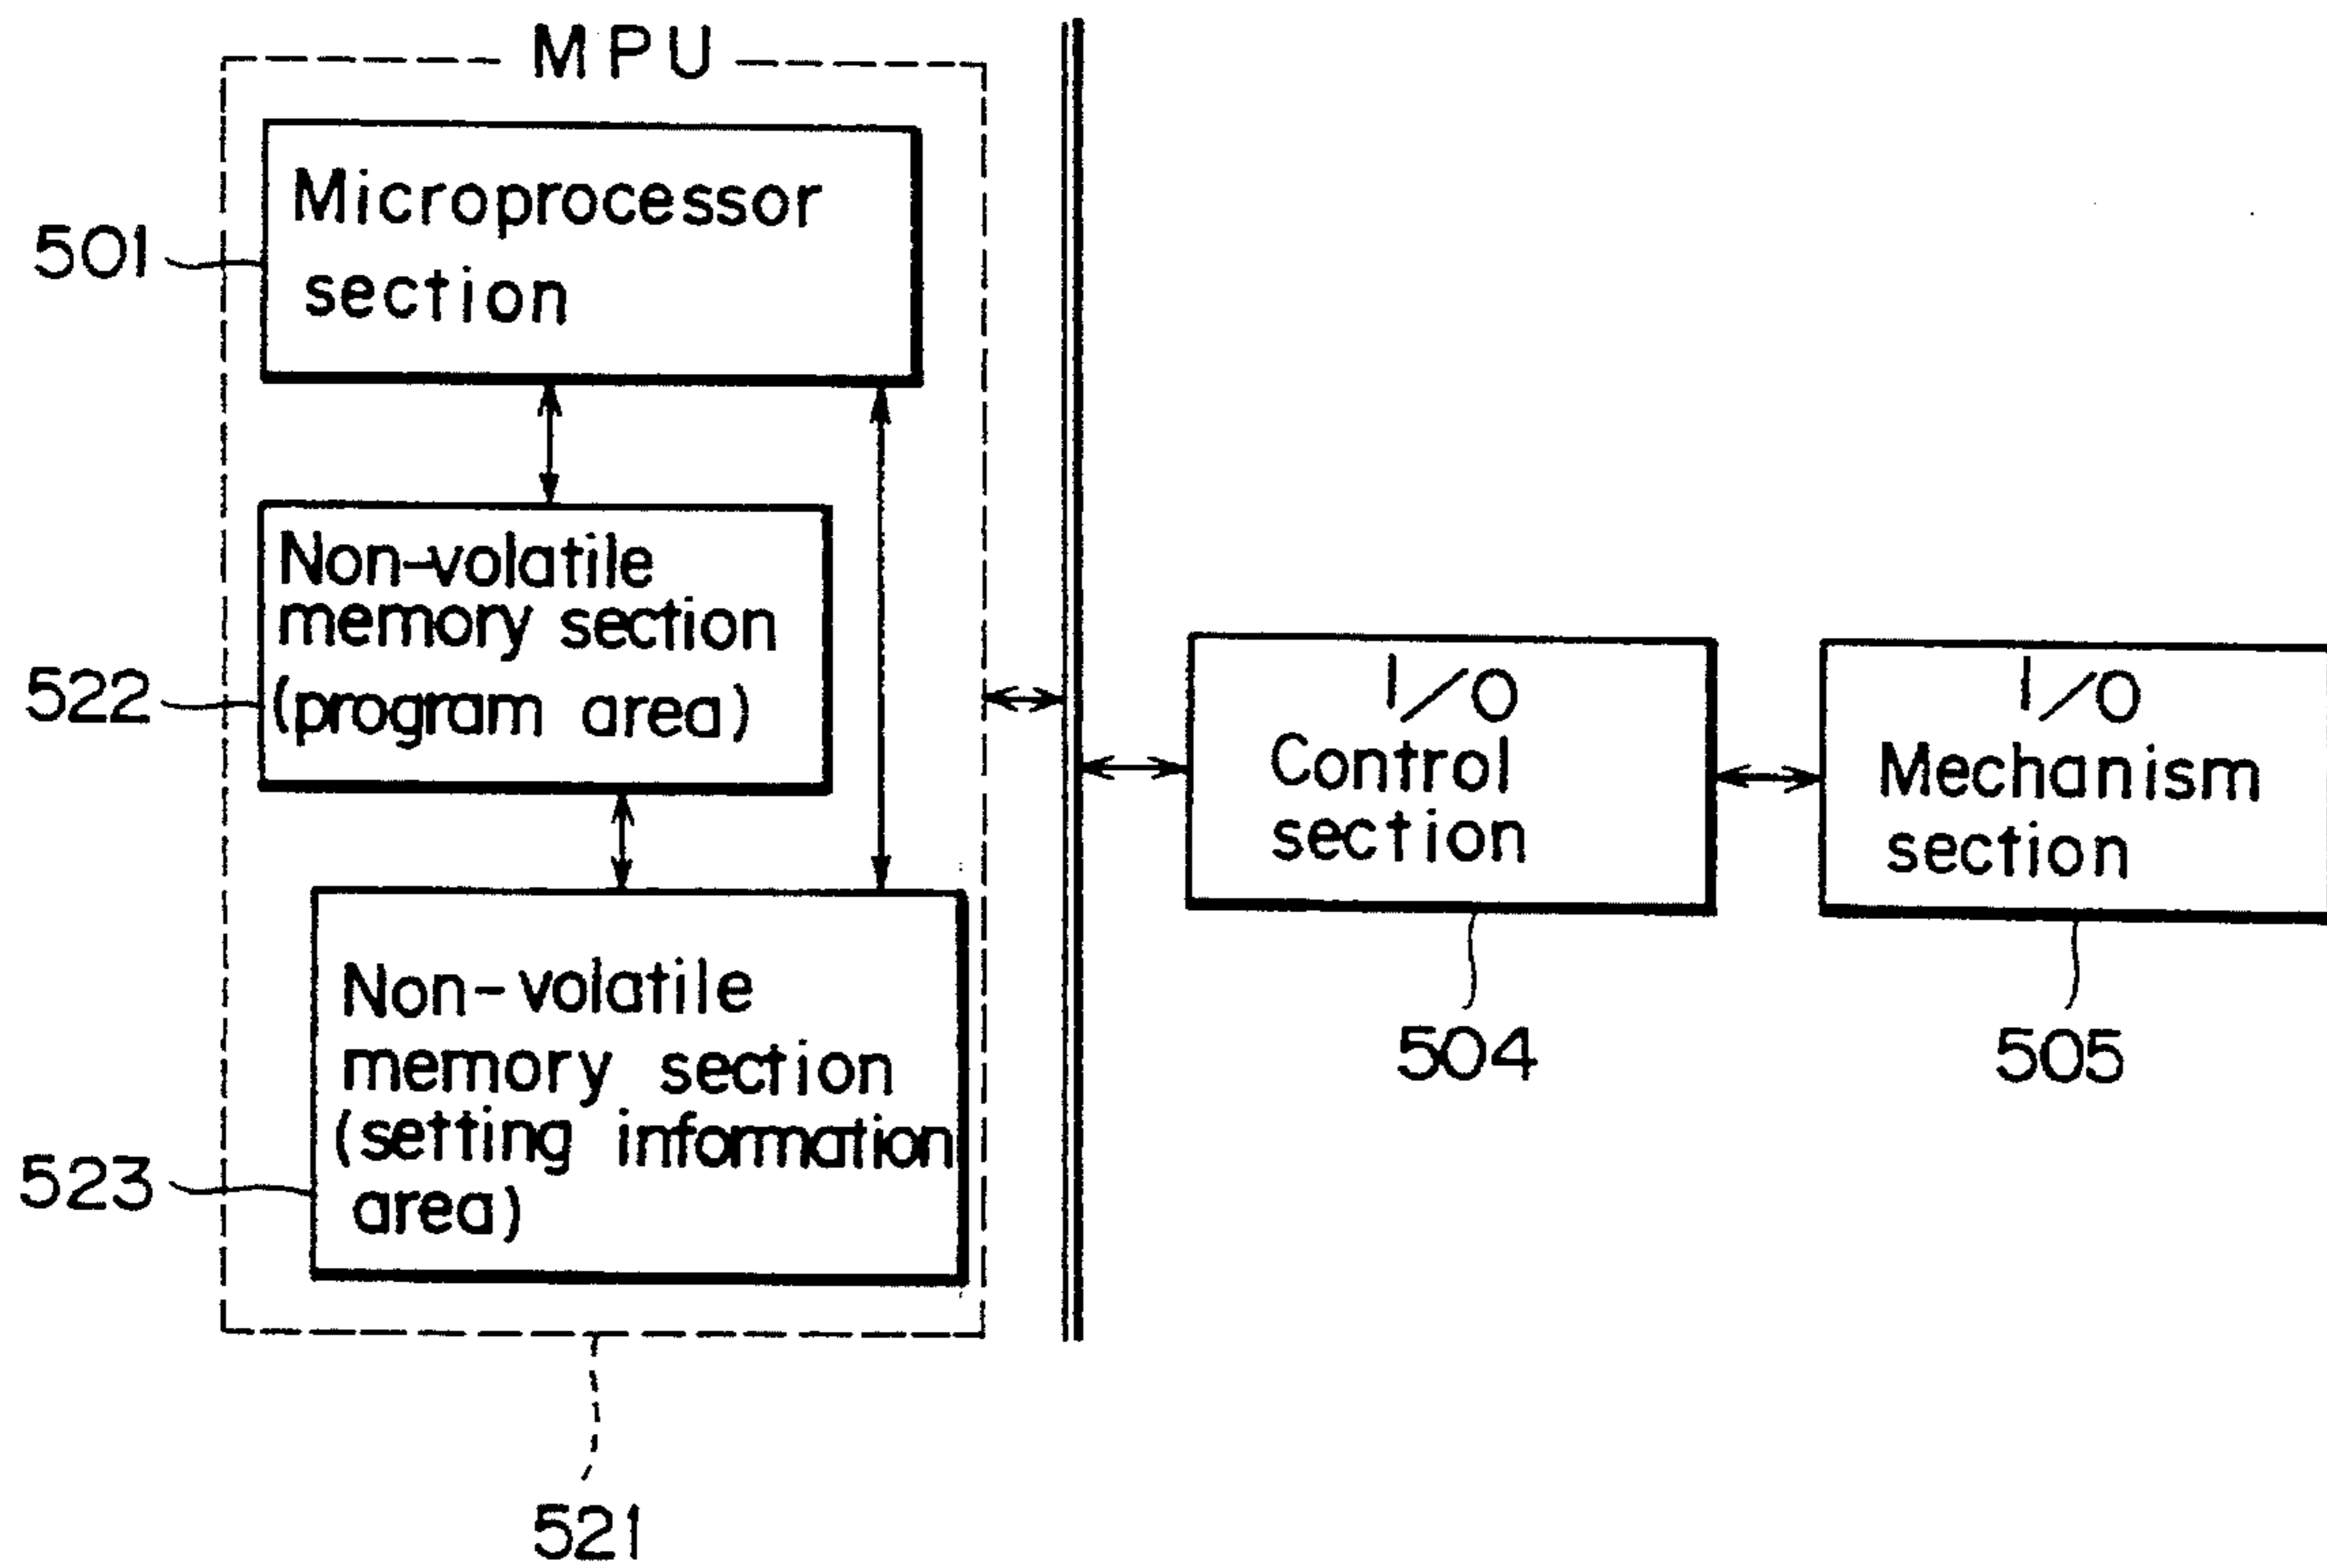 MPU
Microprocessor
section
501
Non-volatile
memory section
(program area)
522
Non-volatile
memory section
(setting information
area)
523
521
I/O
Control
section
504
I/O
Mechanism
section
505